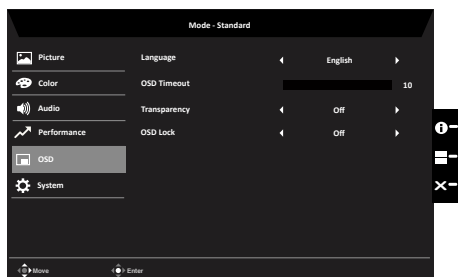 Mode - Standard
Picture
Language
English
Color
OSD Timeout
10
Audio
Transparency
Off
Performance
OSD Lock
Off
OSD
System
Move
Enter